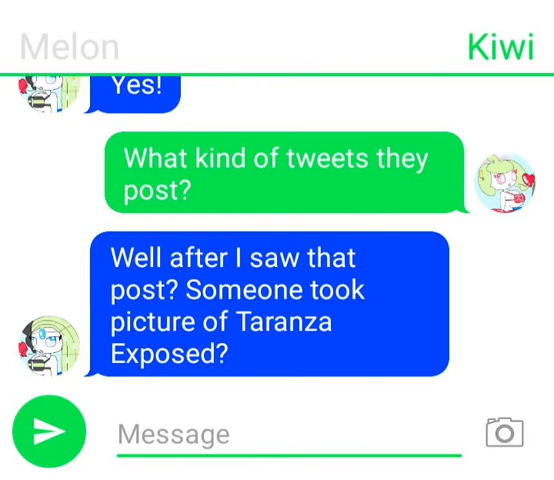 Melon
Kiwi
Yes!
What kind of tweets they
post?
Well after I saw that
post? Someone took
picture of Taranza
Exposed?
Message